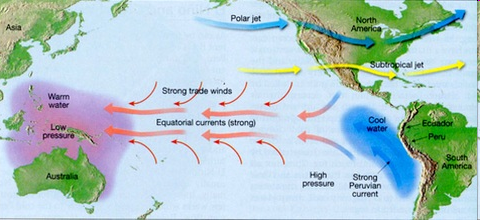 Polar jet
North
America
Asia
Subtropical jet
Strong trade winds
Warm
water
Equatorial currents (strong)
Low
pressure
Cool
water
Ecuador
Peru
Australia
High
pressure
Strong
Peruvian
current
South
America